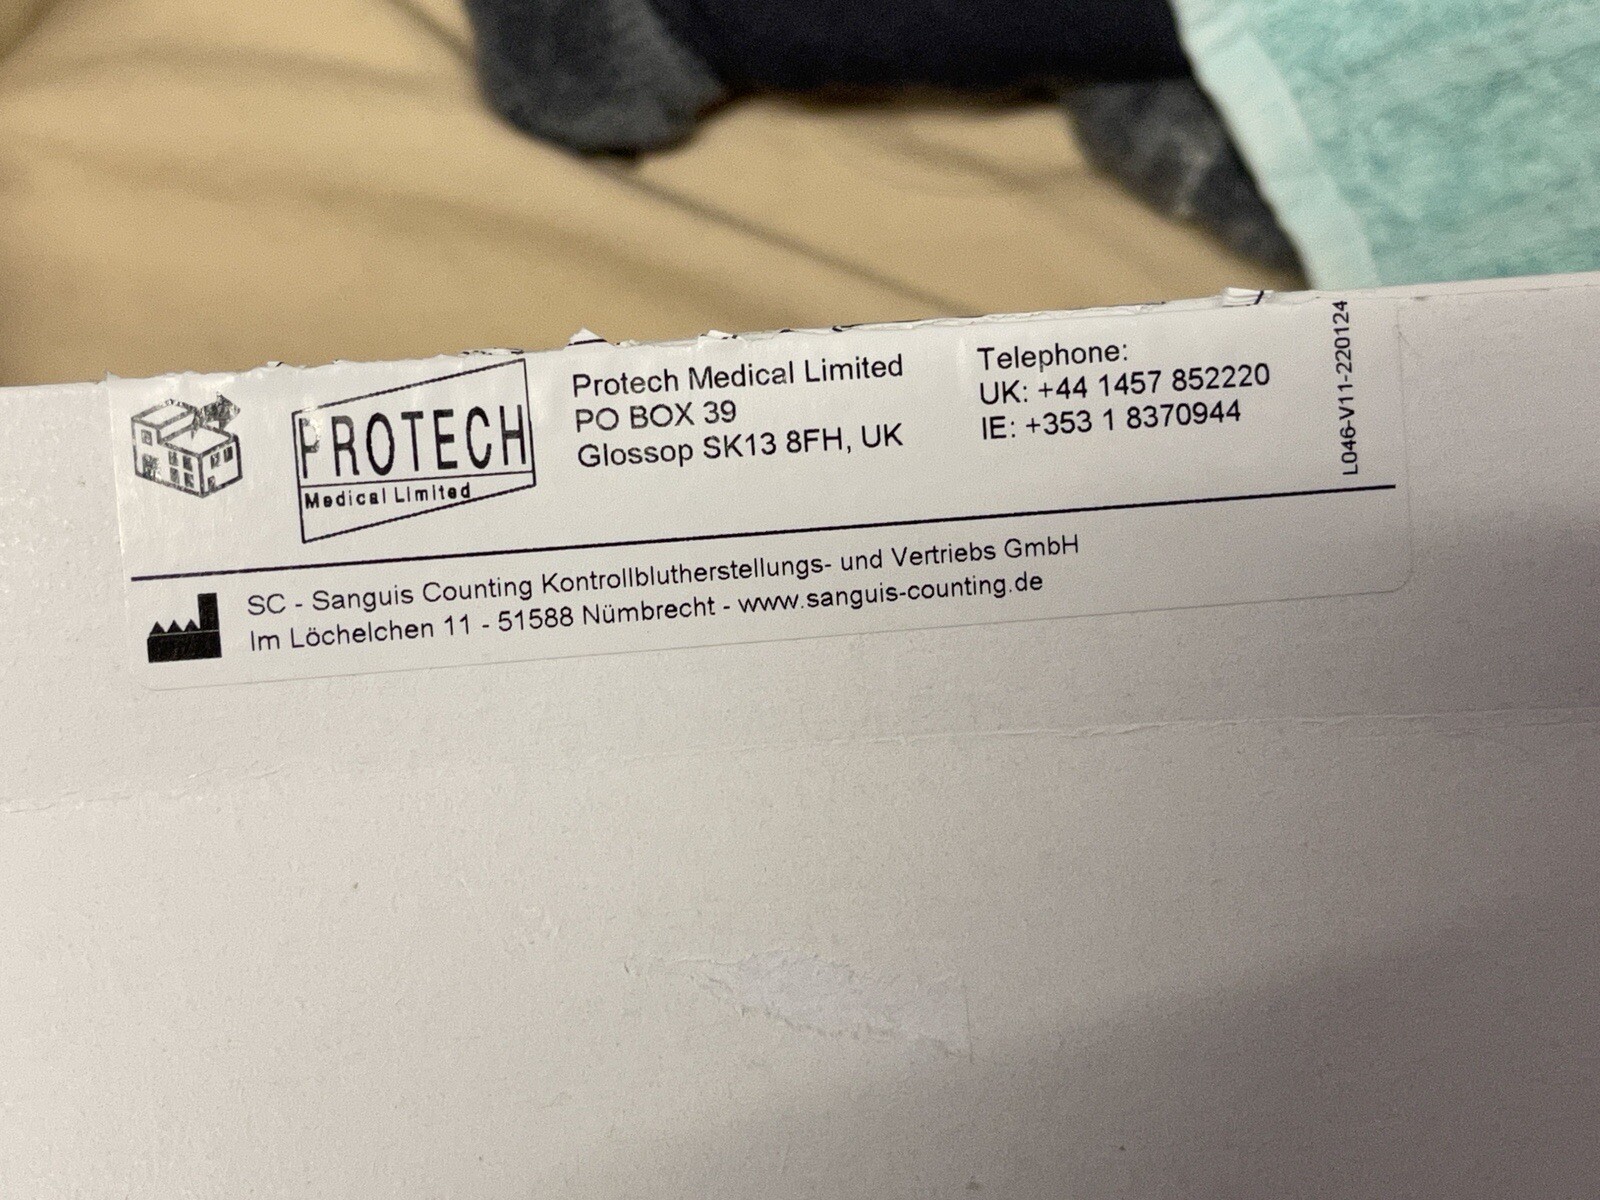 PROTECH
Medical Limited
Protech Medical Limited
PO BOX 39
Glossop SK13 8FH, UK
Telephone:
UK: +44 1457 852220
IE: +353 1 8370944
L046-V11-220124
SC - Sanguis Counting Kontrollblutherstellungs- und Vertriebs GmbH
Im Löchelchen 11 - 51588 Nümbrecht - www.sanguis-counting.de